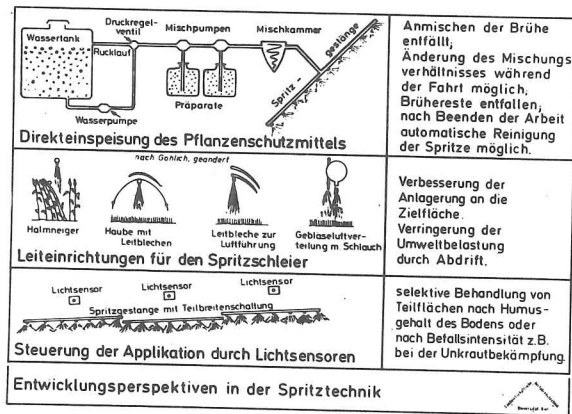 Druckregel-
ventil
Mischpumpen
Mischkammer
Wassertank
Rücklauf
gestänge
Spritz -
Präparate
Wasserpumpe
Direkteinspeisung des Pflanzenschutzmittels
Anmischen der Brühe
entfällt;
Änderung des Mischungs
verhältnisses während
der Fahrt möglich;
Brühereste entfallen;
nach Beenden der Arbeit
automatische Reinigung
der Spritze möglich.
nach Göhlich, geändert
Halmneiger
Haube mit
Leitblechen
Leitbleche zur
Luftführung
Gebläseluftver-
teilung m Schlauch
Leiteinrichtungen für den Spritzschleier
Verbesserung der
Anlagerung an die
Zielfläche.
Verringerung der
Umweltbelastung
durch Abdrift.
Lichtsensor
Lichtsensor
Lichtsensor
Spritzgestänge mit Teilbreitenschaltung
Steuerung der Applikation durch Lichtsensoren
selektive Behandlung von
Teilflächen nach Humus-
gehalt des Bodens oder
nach Befallsintensität z.B.
bei der Unkrautbekämpfung.
Entwicklungsperspektiven in der Spritztechnik